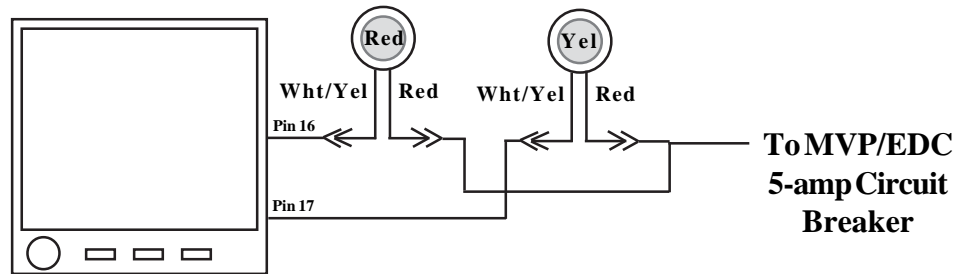 Red
Yel
Wht/Yel Red
Wht/Yel Red
Pin 16
Pin 17
To MVP/EDC
5-amp Circuit
Breaker